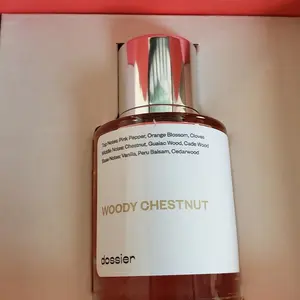 Top Notes: Pink Pepper, Orange Blossom, Cloves
Middle Notes: Chestnut, Guaiac Wood, Cade Wood
Base Notes: Vanilla, Peru Balsam, Cedarwood
WOODY CHESTNUT
dossier